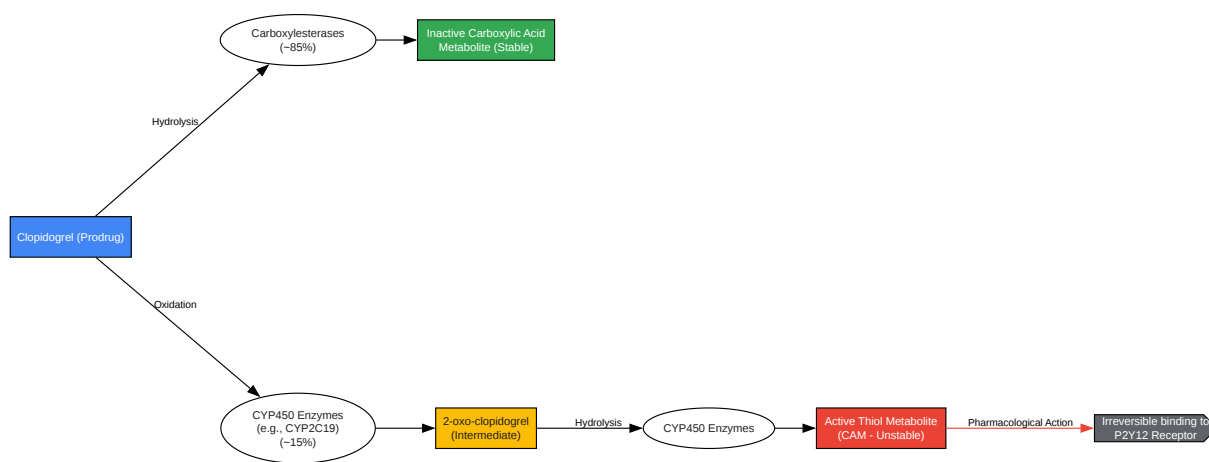 Carboxylesterases
(~85%)
Inactive Carboxylic Acid
Metabolite (Stable)
Hydrolysis
Clopidogrel (Prodrug)
Oxidation
CYP450 Enzymes
(e.g., CYP2C19)
(~15%)
2-oxo-clopidogrel
(Intermediate)
Hydrolysis
CYP450 Enzymes
Active Thiol Metabolite
(CAM - Unstable)
Pharmacological Action
Irreversible binding to
P2Y12 Receptor